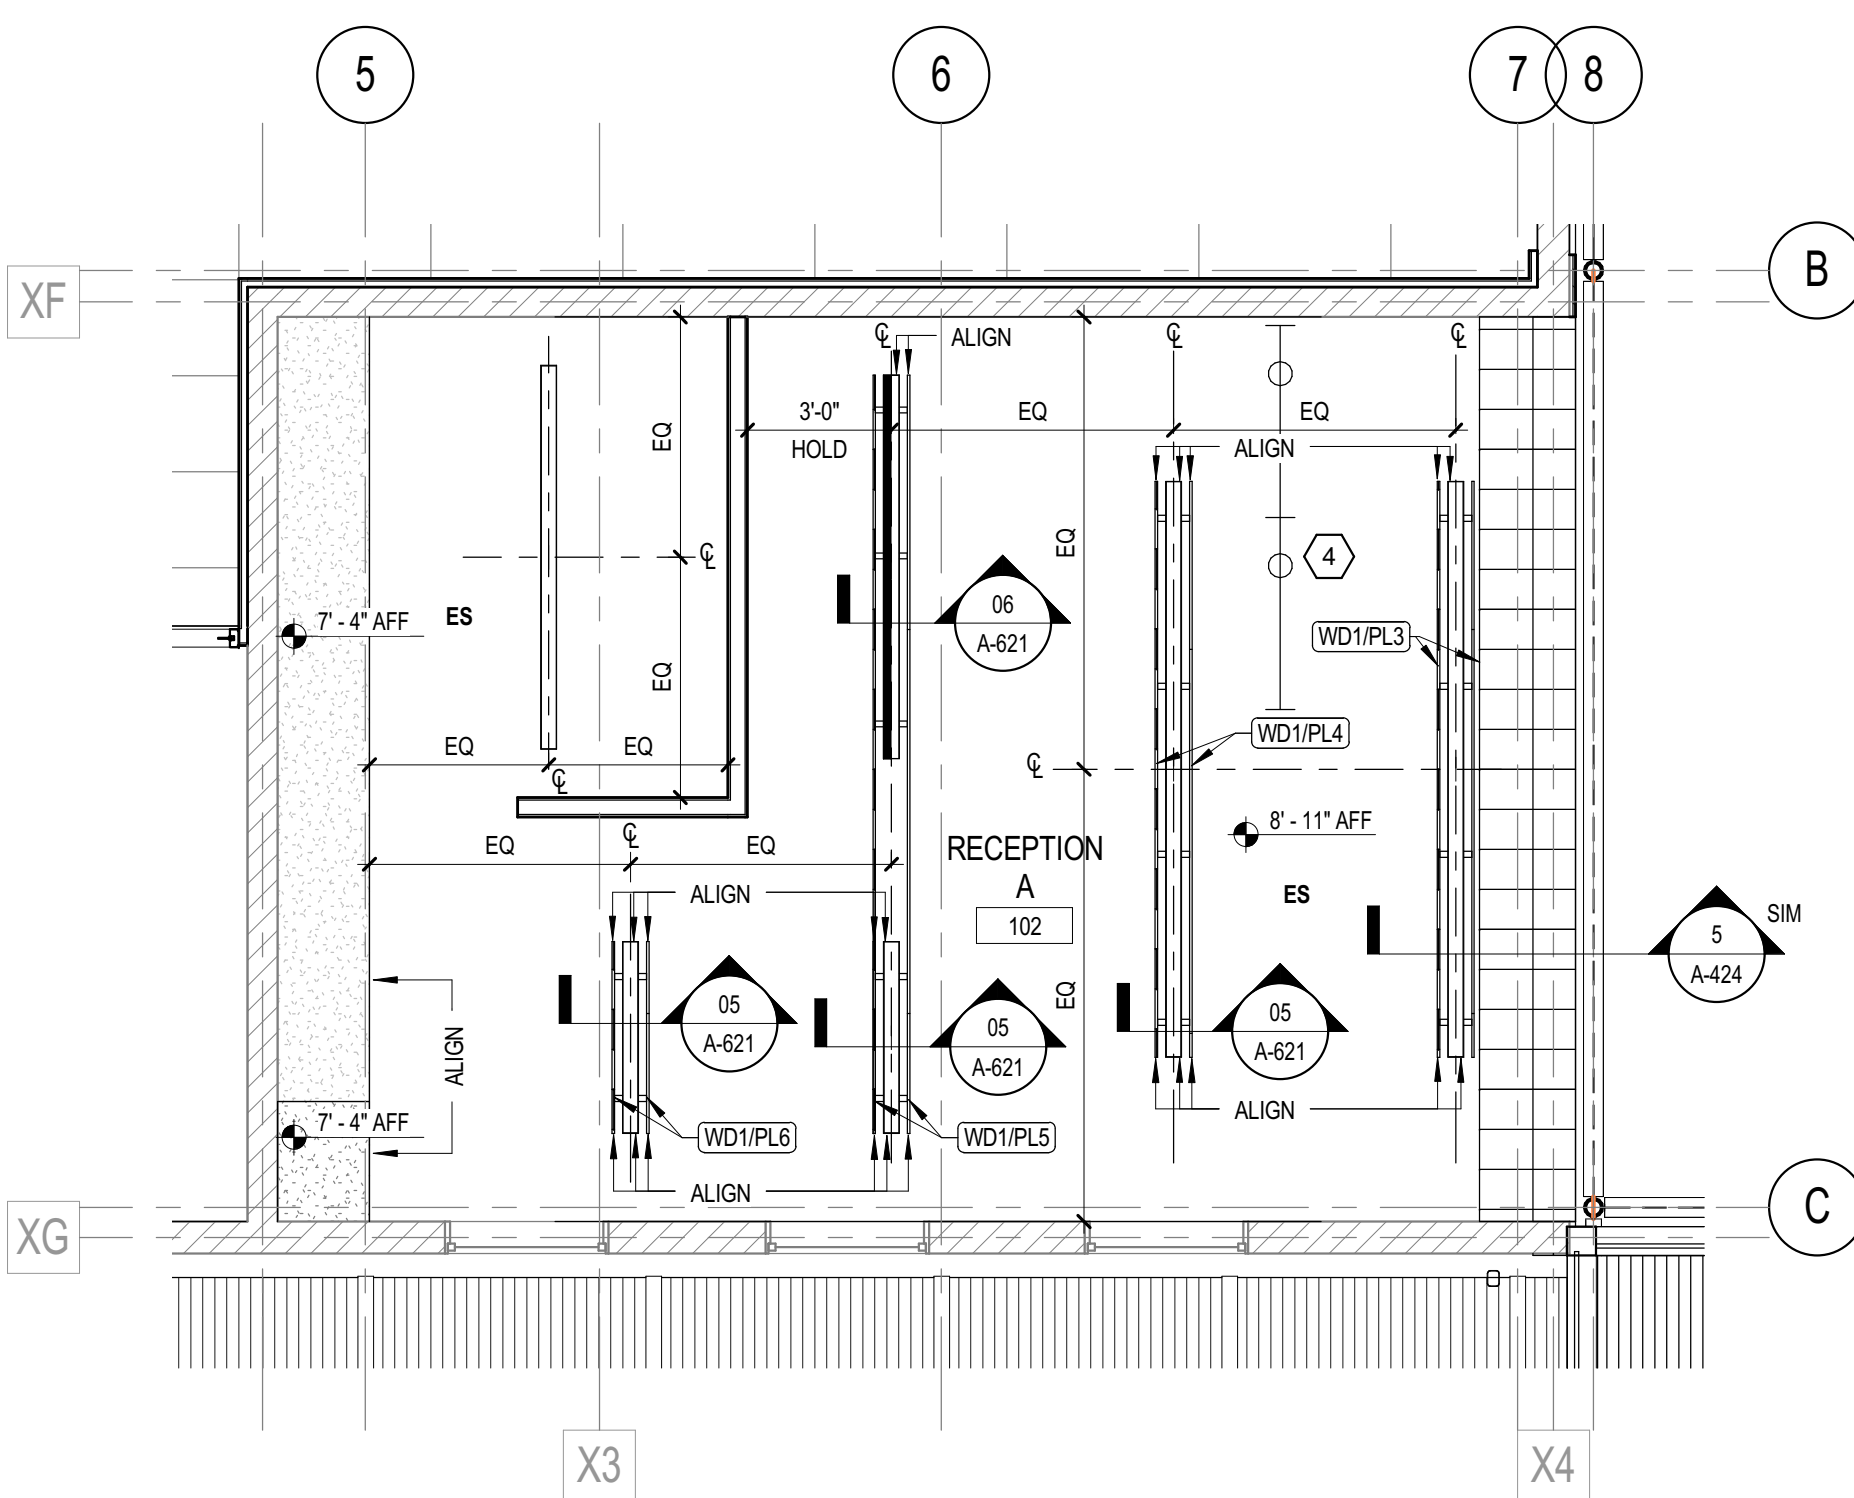 5
6
7
8
B
XF
℄
ALIGN
℄
℄
3'-0"
EQ
EQ
HOLD
EQ
ALIGN
EQ
℄
4
7' - 4" AFF
ES
06
A-621
WD1/PL3
EQ
WD1/PL4
EQ
EQ
℄
℄
8' - 11" AFF
℄
EQ
EQ
RECEPTION
A
102
ALIGN
ES
5
A-424
SIM
EQ
05
A-621
05
A-621
05
A-621
ALIGN
ALIGN
7' - 4" AFF
WD1/PL6
WD1/PL5
ALIGN
C
XG
X3
X4